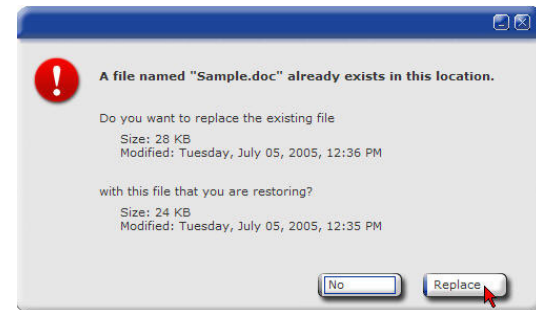 A file named "Sample.doc" already exists in this location.
Do you want to replace the existing file
Size: 28 KB
Modified: Tuesday, July 05, 2005, 12:36 PM
with this file that you are restoring?
Size: 24 KB
Modified: Tuesday, July 05, 2005, 12:35 PM
No
Replace